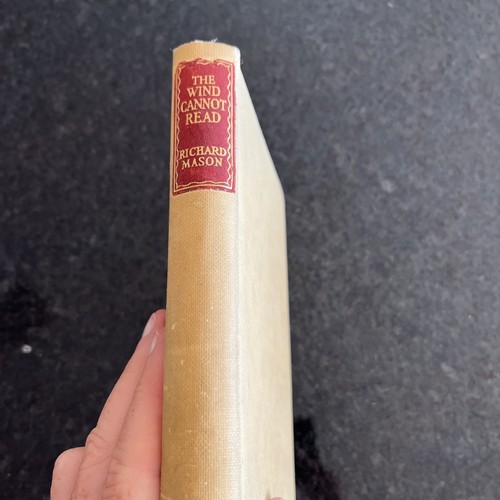 THE
WIND
CANNOT
READ
RICHARD
MASON